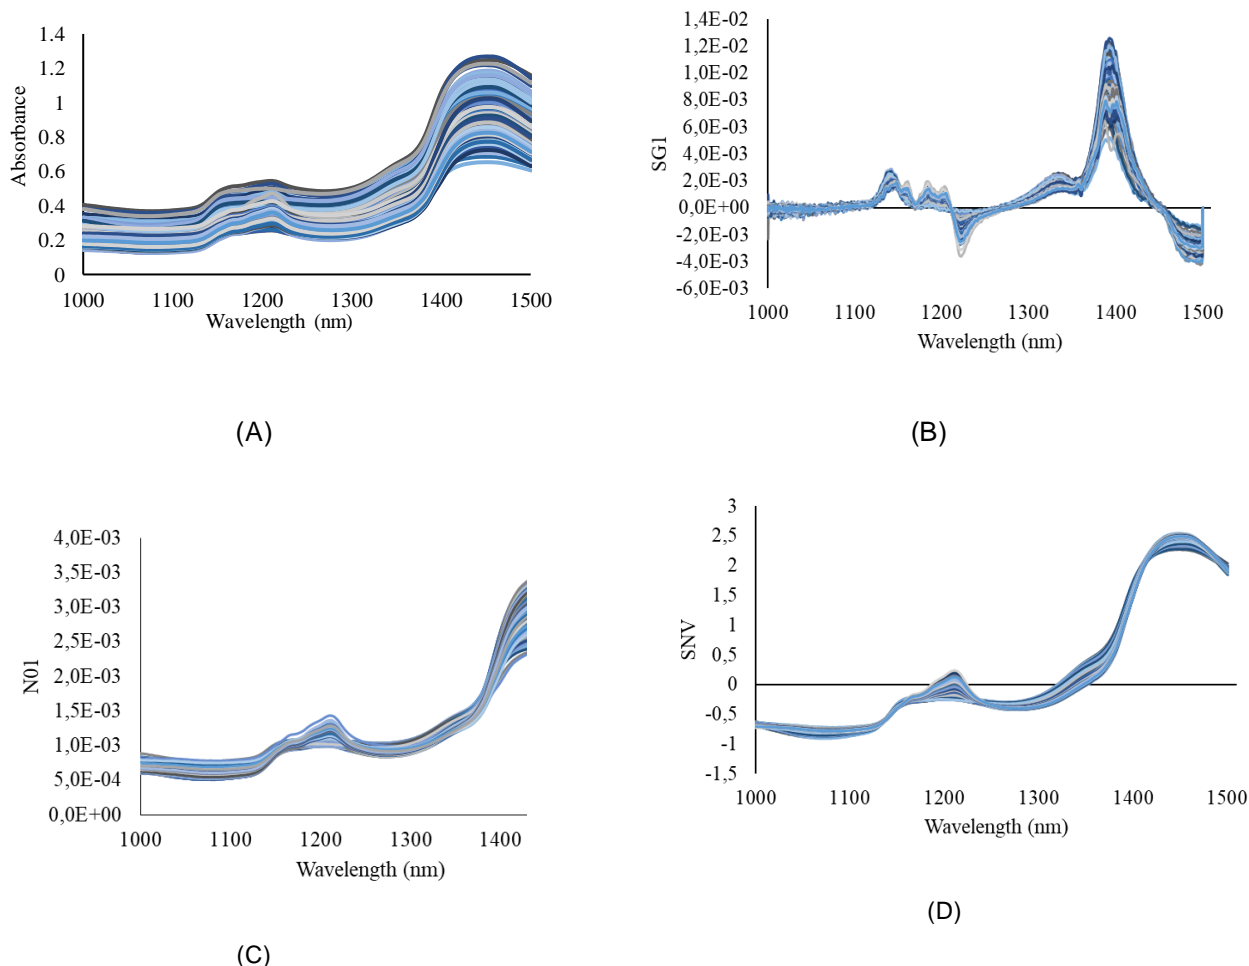 1.4
1.2
1
0.8
0.6
0.4
0.2
0
Absorbance
1000 1100 1200 1300 1400 1500
Wavelength (nm)
(A)
1,4E-02
1,2E-02
1,0E-02
8,0E-03
6,0E-03
4,0E-03
2,0E-03
0,0E+00
-2,0E-03
-4,0E-03
-6,0E-03
SG1
1000 1100 1200 1300 1400 1500
Wavelength (nm)
(B)
4,0E-03
3,5E-03
3,0E-03
2,5E-03
2,0E-03
1,5E-03
1,0E-03
5,0E-04
0,0E+00
N01
1000 1100 1200 1300 1400
Wavelength (nm)
(C)
3
2,5
2
1,5
1
0,5
0
-0,5
-1
-1,5
SNV
1000 1100 1200 1300 1400 1500
Wavelength (nm)
(D)